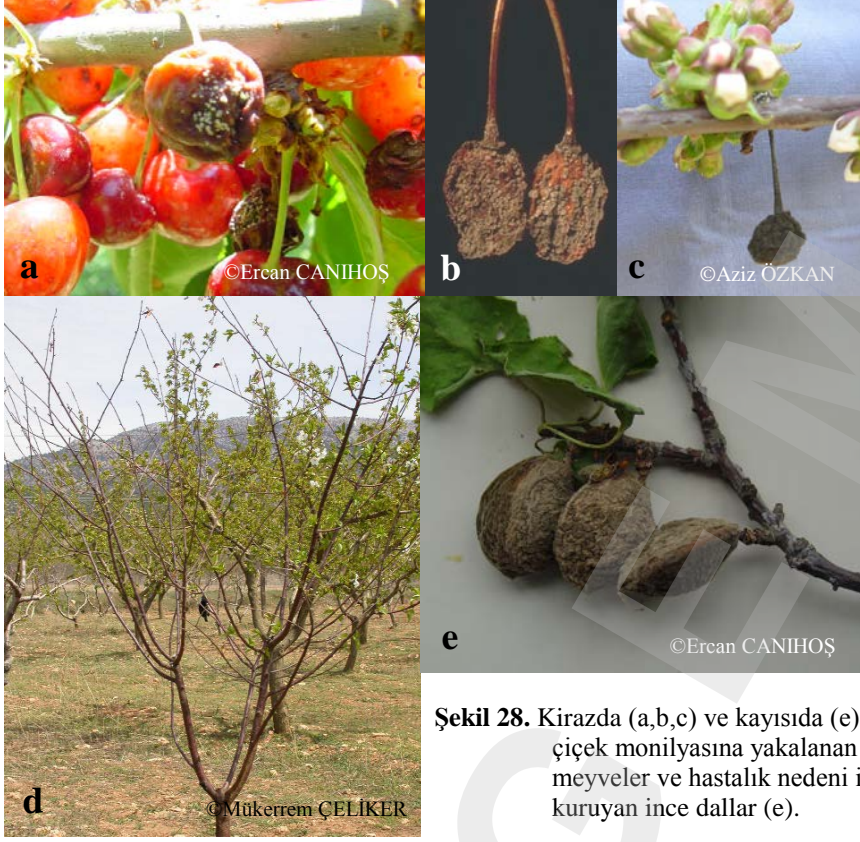 a
©Ercan CANIHOŞ
b
c
©Aziz ÖZKAN
d
©Mükerrem ÇELİKER
e
©Ercan CANIHOŞ
Şekil 28. Kirazda (a,b,c) ve kayısıda (e)
çiçek monilyasına yakalanan
meyveler ve hastalık nedeni i
kuruyan ince dallar (e).